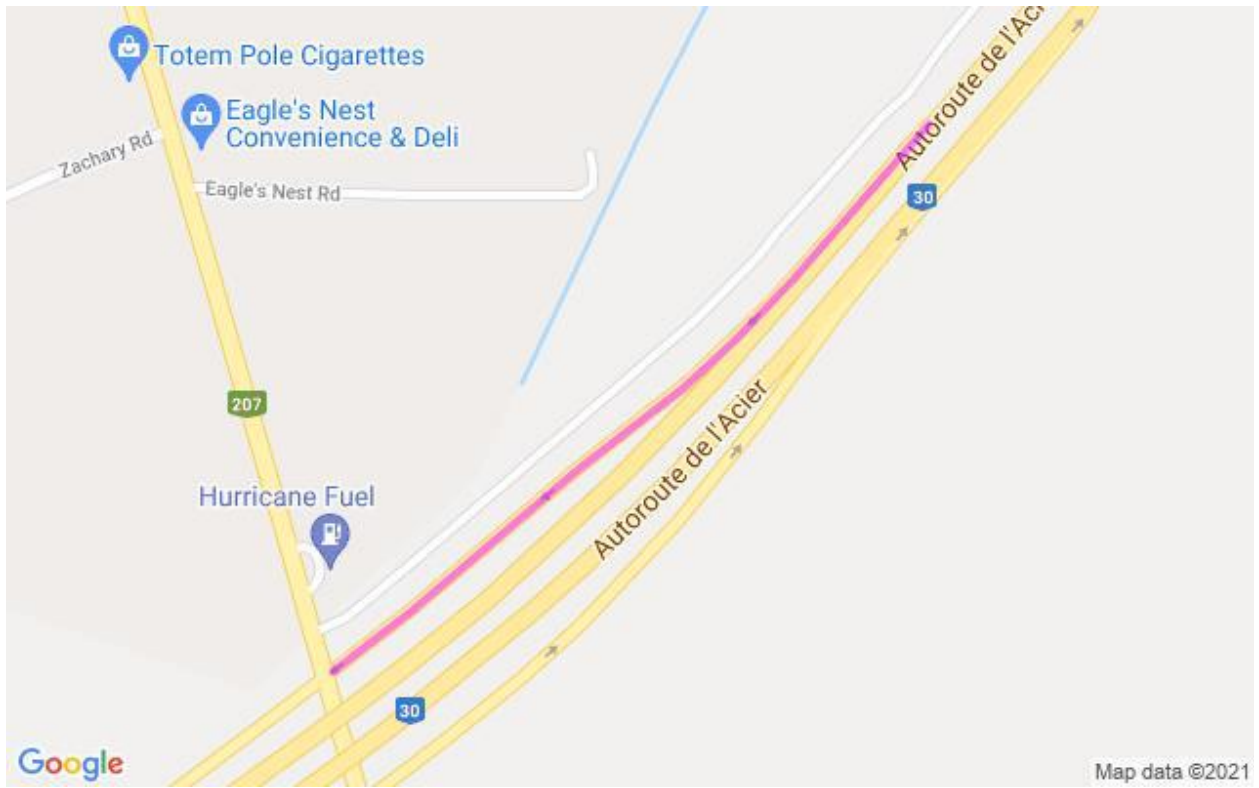 Totem Pole Cigarettes
Eagle's Nest
Convenience & Deli
Zachary Rd
Eagle's Nest Rd
Autoroute de l'Aci
30
207
Autoroute de l'Acier
Hurricane Fuel
30
Google
Map data ©2021